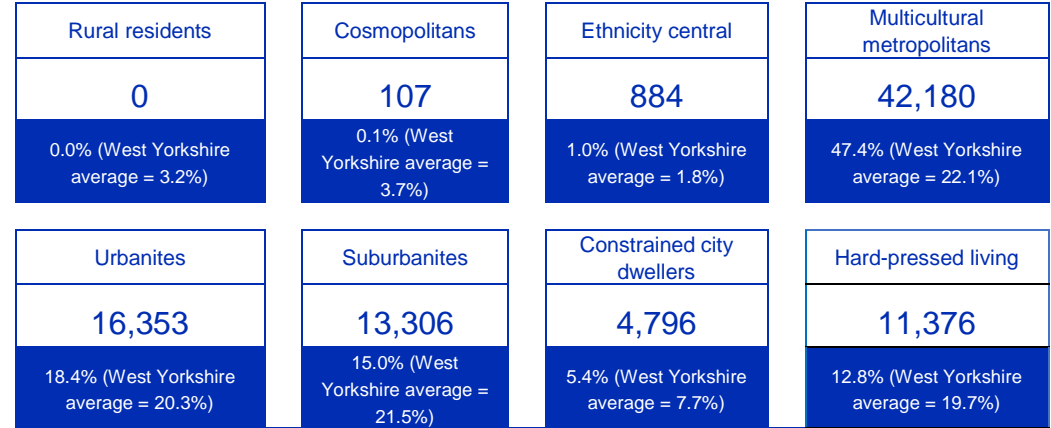 Rural residents
0
0.0% (West Yorkshire
average = 3.2%)
Cosmopolitans
107
0.1% (West
Yorkshire average =
3.7%)
Ethnicity central
884
1.0% (West Yorkshire
average = 1.8%)
Multicultural
metropolitans
42,180
47.4% (West Yorkshire
average = 22.1%)
Urbanites
16,353
18.4% (West Yorkshire
average = 20.3%)
Suburbanites
13,306
15.0% (West
Yorkshire average =
21.5%)
Constrained city
dwellers
4,796
5.4% (West Yorkshire
average = 7.7%)
Hard-pressed living
11,376
12.8% (West Yorkshire
average = 19.7%)